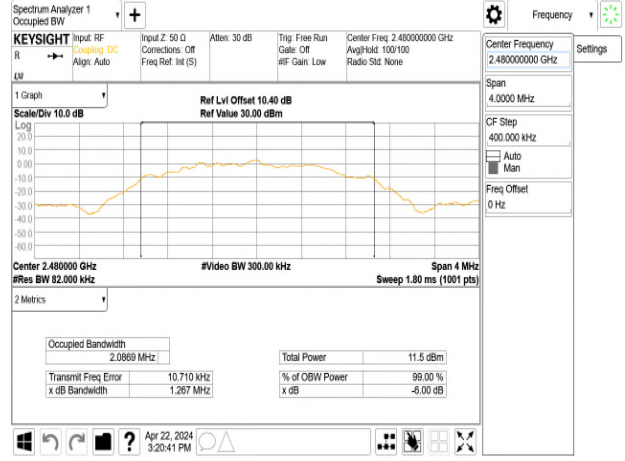 Spectrum Analyzer 1
Occupied BW
Frequency
KEYSIGHT
R
Input: RF
Coupling: DC
Align: Auto
Input Z: 50 Ω
Corrections: Off
Freq Ref: Int (S)
Atten: 30 dB
Trig: Free Run
Gate: Off
#IF Gain: Low
Center Freq: 2.480000000 GHz
Avg|Hold: 100/100
Radio Std: None
Center Frequency
2.480000000 GHz
Settings
Span
4.0000 MHz
CF Step
400.000 kHz
Auto
Man
Freq Offset
0 Hz
1 Graph
Scale/Div 10.0 dB
Ref Lvl Offset 10.40 dB
Ref Value 30.00 dBm
Log
20.0
10.0
0.00
-10.0
-20.0
-30.0
-40.0
-50.0
-60.0
Center 2.480000 GHz
#Res BW 82.000 kHz
#Video BW 300.00 kHz
Span 4 MHz
Sweep 1.80 ms (1001 pts)
2 Metrics
Occupied Bandwidth
2.0869 MHz
Total Power 11.5 dBm
Transmit Freq Error 10.710 kHz
% of OBW Power 99.00 %
x dB Bandwidth 1.267 MHz
x dB -6.00 dB
?
Apr 22, 2024
3:20:41 PM